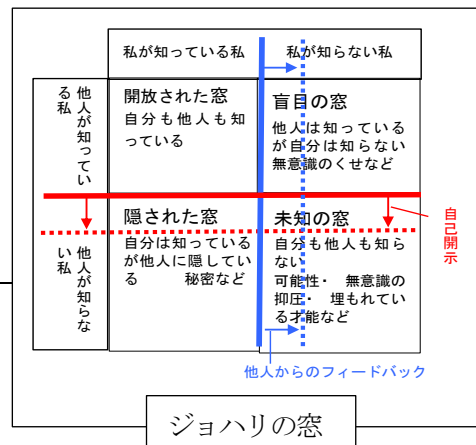 私が知っている私
私が知らない私
他人が知ってい
る私
開放された窓
自分も他人も知
っている
盲目の窓
他人は知っている
が自分は知らない
無意識のくせなど
他人が知らな
い私
隠された窓
自分は知っている
が他人に隠してい
る 秘密など
未知の窓
自分も他人も知ら
ない
可能性・ 無意識の
抑圧・ 埋もれてい
る才能など
自己開示
他人からのフィードバック
ジョハリの窓